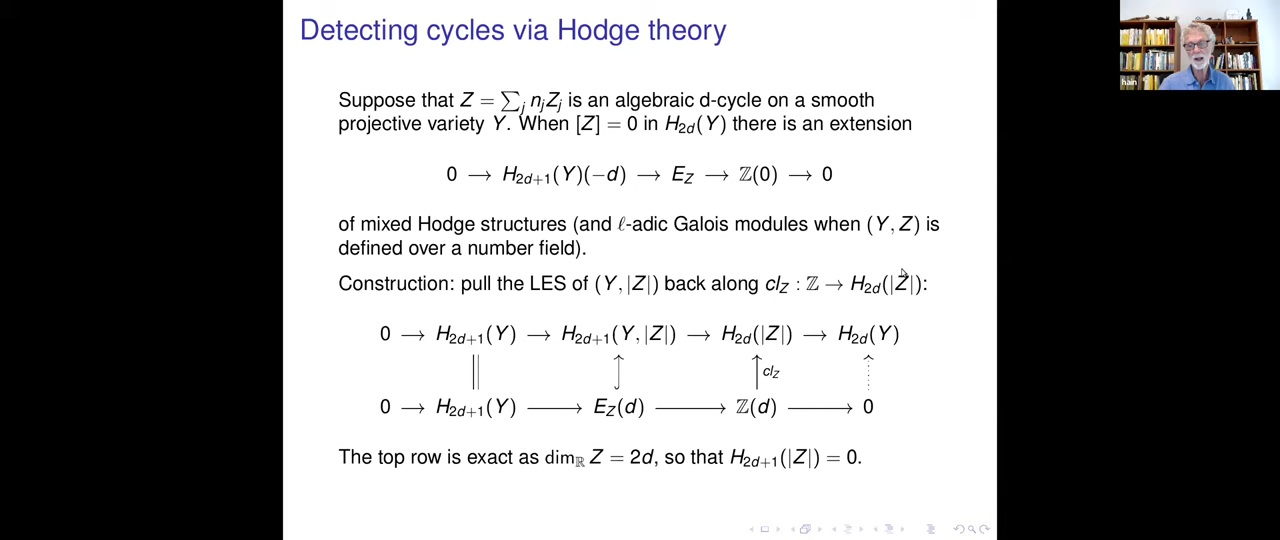 Detecting cycles via Hodge theory
Suppose that Z = ∑_j n_jZ_j is an algebraic d-cycle on a smooth
projective variety Y. When [Z] = 0 in H_{2d}(Y) there is an extension
0 → H_{2d+1}(Y)(−d) → E_Z → ℤ(0) → 0
of mixed Hodge structures (and ℓ-adic Galois modules when (Y, Z) is
defined over a number field).
Construction: pull the LES of (Y, |Z|) back along cl_Z : ℤ → H_{2d}(|Z|):
0 → H_{2d+1}(Y) → H_{2d+1}(Y, |Z|) → H_{2d}(|Z|) → H_{2d}(Y)
cl_Z
0 → H_{2d+1}(Y) → E_Z(d) → ℤ(d) → 0
The top row is exact as dim_ℝ Z = 2d, so that H_{2d+1}(|Z|) = 0.
hain